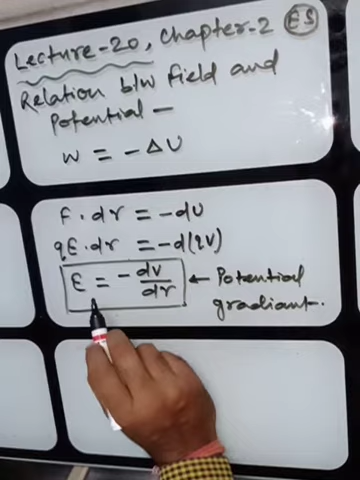 Lecture-20, Chapter-2 ES
Relation b/w Field and
Potential —
W = - ΔU
F · dr = - dU
qE · dr = - d(qV)
E = - dv/dr ← Potential
gradiant.